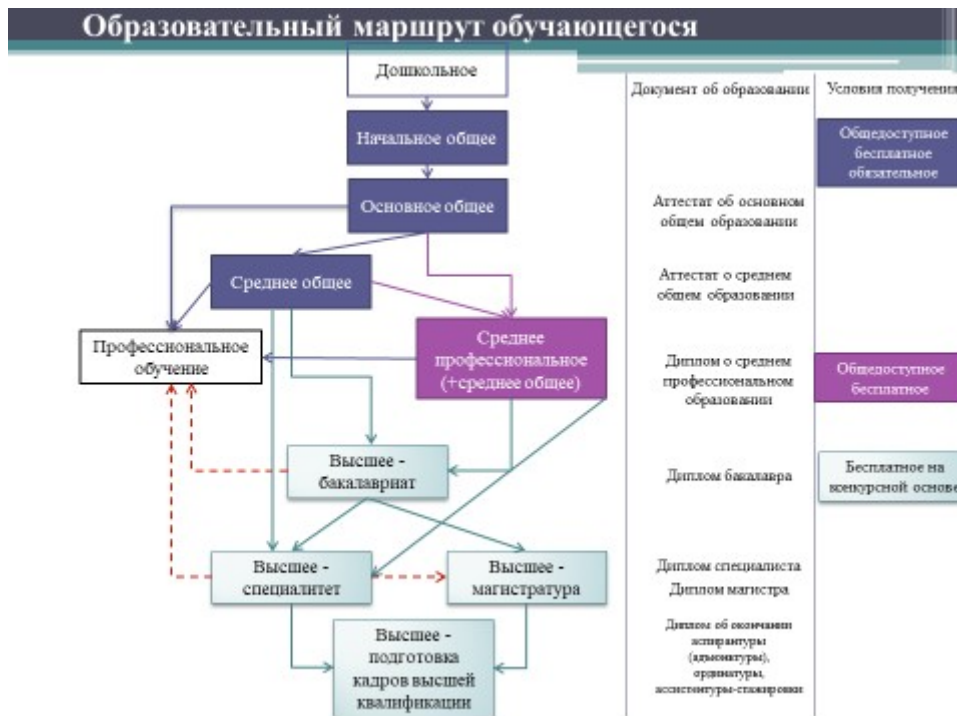 Образовательный маршрут обучающегося
Дошкольное
Начальное общее
Основное общее
Среднее общее
Профессиональное
обучение
Среднее
профессиональное
(+среднее общее)
Высшее -
бакалавриат
Высшее -
специалитет
Высшее -
магистратура
Высшее -
подготовка
кадров высшей
квалификации
Документ об образовании
Аттестат об основном
общем образовании
Аттестат о среднем
общем образовании
Диплом о среднем
профессиональном
образовании
Диплом бакалавра
Диплом специалиста
Диплом магистра
Диплом об окончании
аспирантуры
(адъюнатуры),
ординатуры,
ассистентуры-стажировки
Условия получения
Общедоступное
бесплатное
обязательное
Общедоступное
бесплатное
Бесплатное на
конкурсной основе